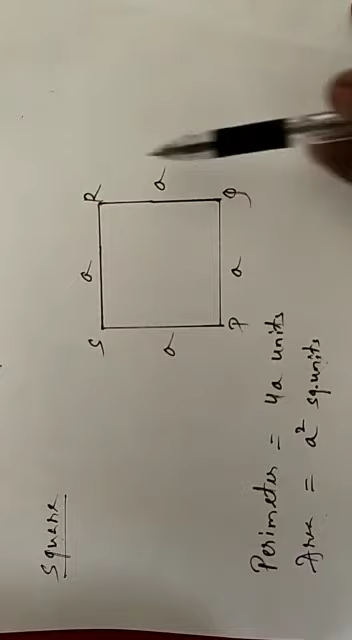 Square
S
a
R
a
a
P
a
Q
Perimeter = 4a units
Area = a² sq.units